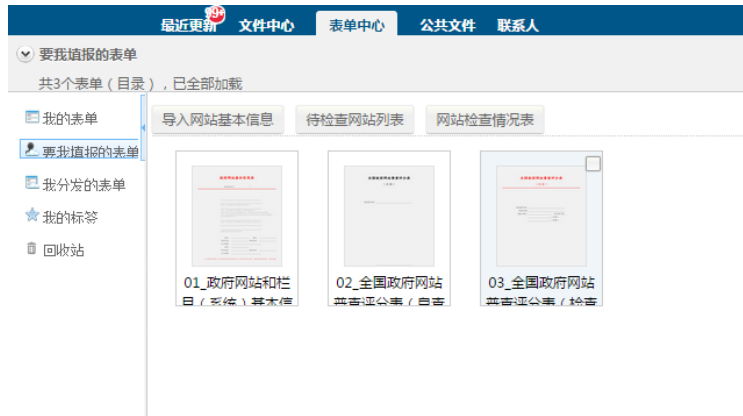 最近更新 99+ 文件中心 表单中心 公共文件 联系人
要我填报的表单
共3个表单（目录），已全部加载
我的表单
要我填报的表单
我分发的表单
我的标签
回收站
导入网站基本信息 待检查网站列表 网站检查情况表
01_政府网站和栏
目（系统）基本信
02_全国政府网站
普查评分表（自查
03_全国政府网站
普查评分表（检查